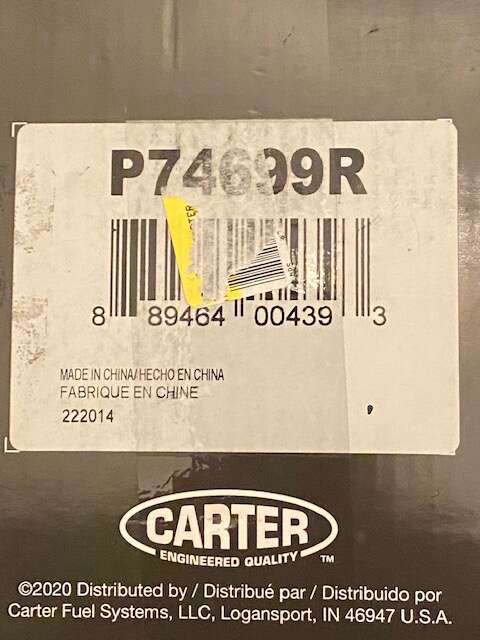 P74699R
8 89464 00439 3
MADE IN CHINA/HECHO EN CHINA
FABRIQUE EN CHINE
222014
CARTER
ENGINEERED QUALITY ™
©2020 Distributed by / Distribué par / Distribuido por
Carter Fuel Systems, LLC, Logansport, IN 46947 U.S.A.